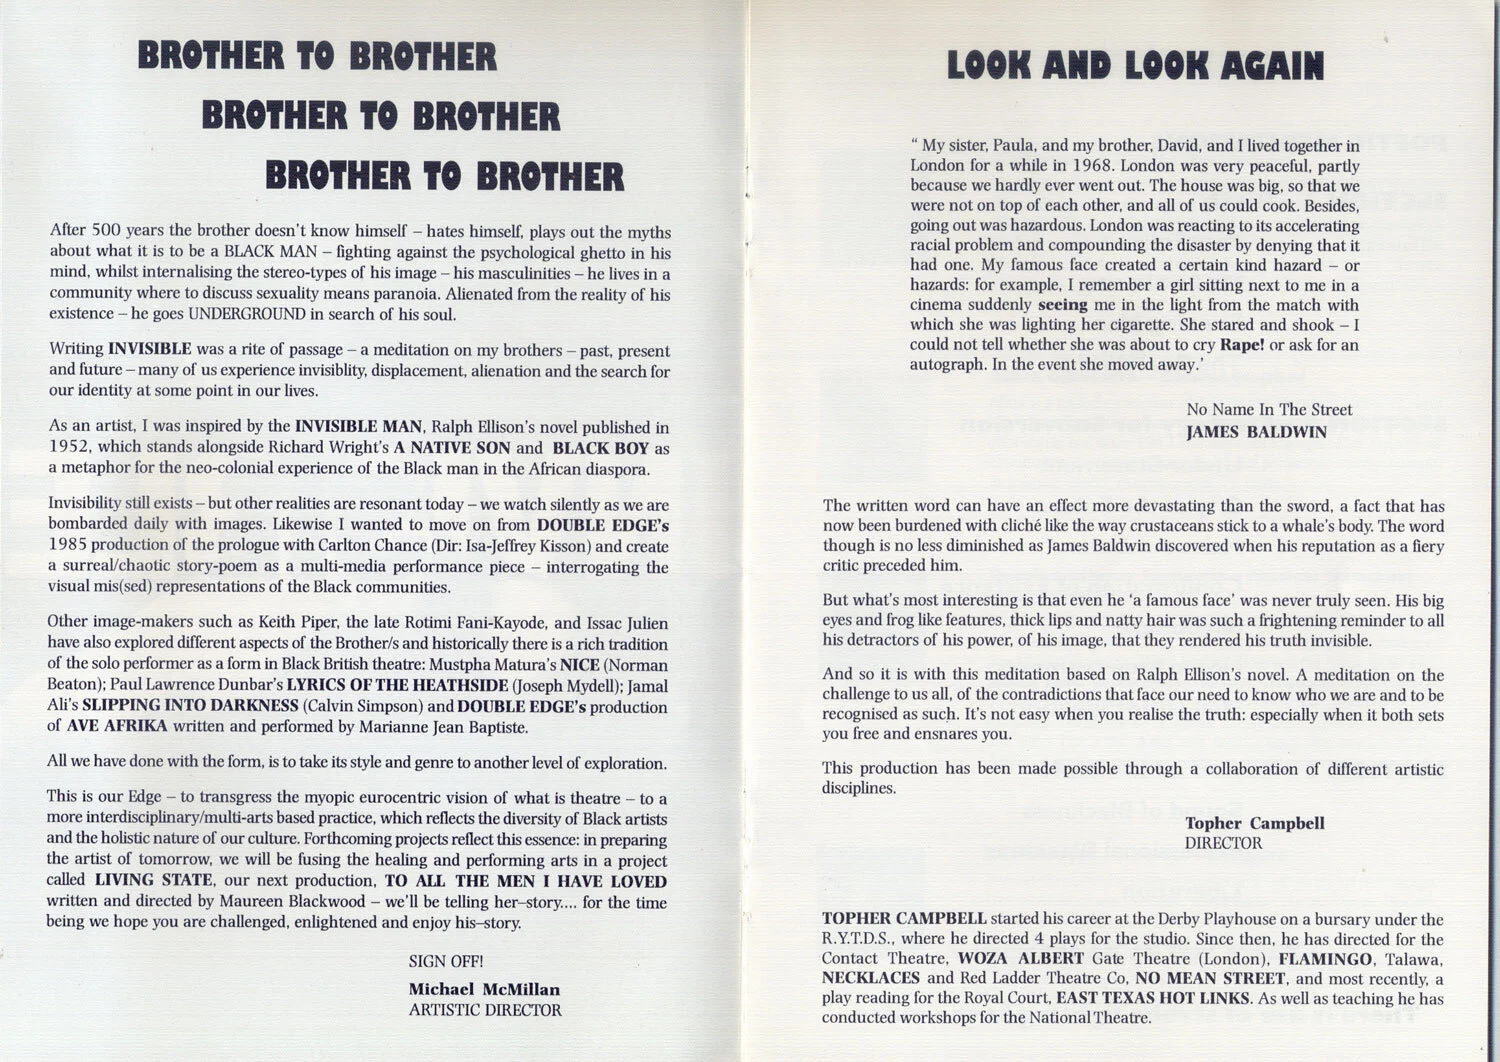 BROTHER TO BROTHER
BROTHER TO BROTHER
BROTHER TO BROTHER
After 500 years the brother doesn't know himself – hates himself, plays out the myths
about what it is to be a BLACK MAN – fighting against the psychological ghetto in his
mind, whilst internalising the stereo-types of his image – his masculinities – he lives in a
community where to discuss sexuality means paranoia. Alienated from the reality of his
existence – he goes UNDERGROUND in search of his soul.
Writing INVISIBLE was a rite of passage – a meditation on my brothers – past, present
and future – many of us experience invisiblity, displacement, alienation and the search for
our identity at some point in our lives.
As an artist, I was inspired by the INVISIBLE MAN, Ralph Ellison's novel published in
1952, which stands alongside Richard Wright's A NATIVE SON and BLACK BOY as
a metaphor for the neo-colonial experience of the Black man in the African diaspora.
Invisibility still exists – but other realities are resonant today – we watch silently as we are
bombarded daily with images. Likewise I wanted to move on from DOUBLE EDGE's
1985 production of the prologue with Carlton Chance (Dir: Isa-Jeffrey Kisson) and create
a surreal/chaotic story-poem as a multi-media performance piece – interrogating the
visual mis(sed) representations of the Black communities.
Other image-makers such as Keith Piper, the late Rotimi Fani-Kayode, and Issac Julien
have also explored different aspects of the Brother/s and historically there is a rich tradition
of the solo performer as a form in Black British theatre: Mustpha Matura's NICE (Norman
Beaton); Paul Lawrence Dunbar's LYRICS OF THE HEATHSIDE (Joseph Mydell); Jamal
Ali's SLIPPING INTO DARKNESS (Calvin Simpson) and DOUBLE EDGE's production
of AVE AFRIKA written and performed by Marianne Jean Baptiste.
All we have done with the form, is to take its style and genre to another level of exploration.
This is our Edge – to transgress the myopic eurocentric vision of what is theatre – to a
more interdisciplinary/multi-arts based practice, which reflects the diversity of Black artists
and the holistic nature of our culture. Forthcoming projects reflect this essence: in preparing
the artist of tomorrow, we will be fusing the healing and performing arts in a project
called LIVING STATE, our next production, TO ALL THE MEN I HAVE LOVED
written and directed by Maureen Blackwood – we'll be telling her–story.... for the time
being we hope you are challenged, enlightened and enjoy his–story.
SIGN OFF!
Michael McMillan
ARTISTIC DIRECTOR
LOOK AND LOOK AGAIN
“ My sister, Paula, and my brother, David, and I lived together in
London for a while in 1968. London was very peaceful, partly
because we hardly ever went out. The house was big, so that we
were not on top of each other, and all of us could cook. Besides,
going out was hazardous. London was reacting to its accelerating
racial problem and compounding the disaster by denying that it
had one. My famous face created a certain kind hazard – or
hazards: for example, I remember a girl sitting next to me in a
cinema suddenly seeing me in the light from the match with
which she was lighting her cigarette. She stared and shook – I
could not tell whether she was about to cry Rape! or ask for an
autograph. In the event she moved away.’
No Name In The Street
JAMES BALDWIN
The written word can have an effect more devastating than the sword, a fact that has
now been burdened with cliché like the way crustaceans stick to a whale's body. The word
though is no less diminished as James Baldwin discovered when his reputation as a fiery
critic preceded him.
But what's most interesting is that even he ‘a famous face’ was never truly seen. His big
eyes and frog like features, thick lips and natty hair was such a frightening reminder to all
his detractors of his power, of his image, that they rendered his truth invisible.
And so it is with this meditation based on Ralph Ellison's novel. A meditation on the
challenge to us all, of the contradictions that face our need to know who we are and to be
recognised as such. It's not easy when you realise the truth: especially when it both sets
you free and ensnares you.
This production has been made possible through a collaboration of different artistic
disciplines.
Topher Campbell
DIRECTOR
TOPHER CAMPBELL started his career at the Derby Playhouse on a bursary under the
R.Y.T.D.S., where he directed 4 plays for the studio. Since then, he has directed for the
Contact Theatre, WOZA ALBERT Gate Theatre (London), FLAMINGO, Talawa,
NECKLACES and Red Ladder Theatre Co, NO MEAN STREET, and most recently, a
play reading for the Royal Court, EAST TEXAS HOT LINKS. As well as teaching he has
conducted workshops for the National Theatre.